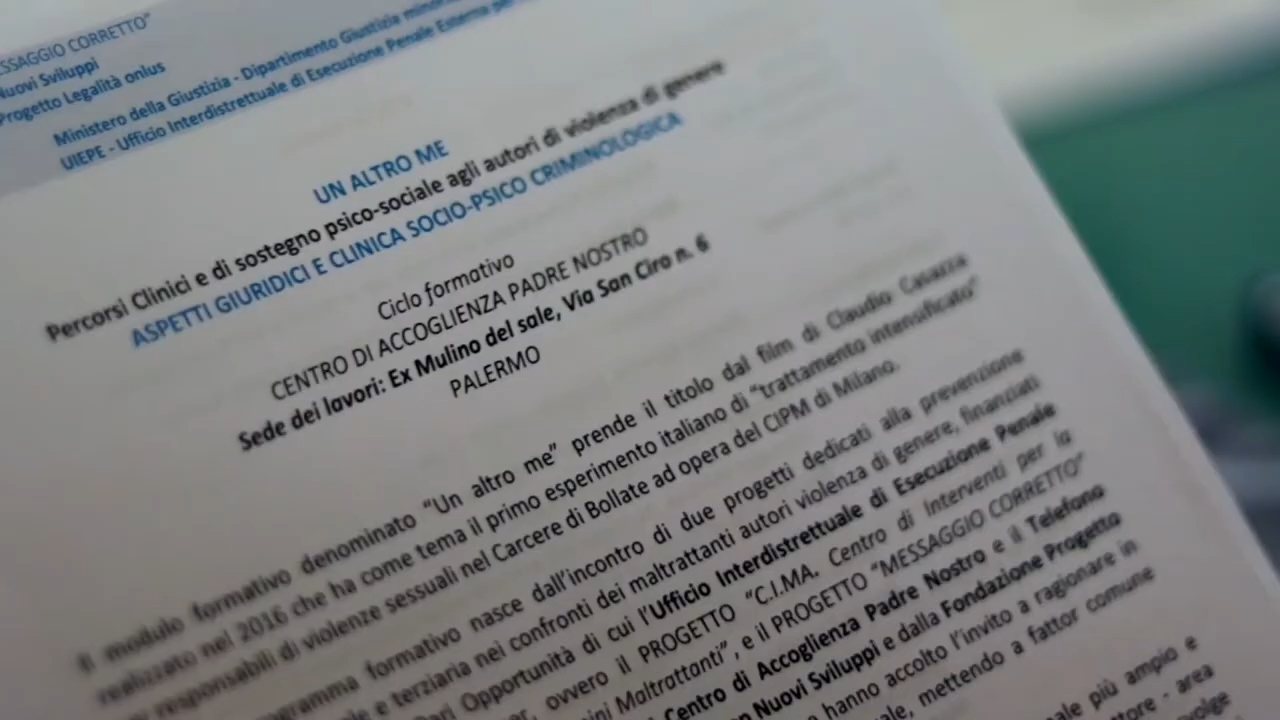 MESSAGGIO CORRETTO”
Nuovi Sviluppi
Progetto Legalità onlus
Ministero della Giustizia - Dipartimento Giustizia
UIEPE - Ufficio Interdistrettuale di Esecuzione Penale Esterna
UN ALTRO ME
Percorsi Clinici e di sostegno psico-sociale agli autori di violenza di genere
ASPETTI GIURIDICI E CLINICA SOCIO-PSICO CRIMINOLOGICA
Ciclo formativo
CENTRO DI ACCOGLIENZA PADRE NOSTRO
Sede dei lavori: Ex Mulino del sale, Via San Ciro n. 6
PALERMO
Il modulo formativo denominato “Un altro me” prende il titolo dal film di Claudio Casazza
realizzato nel 2016 che ha come tema il primo esperimento italiano di “trattamento intensificato”
responsabili di violenze sessuali nel Carcere di Bollate ad opera del CIPM di Milano.
programma formativo nasce dall’incontro di due progetti dedicati alla prevenzione
e terziaria nei confronti dei maltrattanti autori violenza di genere, finanziati
Pari Opportunità di cui l’Ufficio Interdistrettuale di Esecuzione Penale
ovvero il PROGETTO “C.I.MA. Centro di Interventi per la
Maltrattanti”, e il PROGETTO “MESSAGGIO CORRETTO”
Centro di Accoglienza Padre Nostro e il Telefono
Nuovi Sviluppi e dalla Fondazione Progetto
hanno accolto l’invito a ragionare in
mettendo a fattor comune
più ampio e
- area